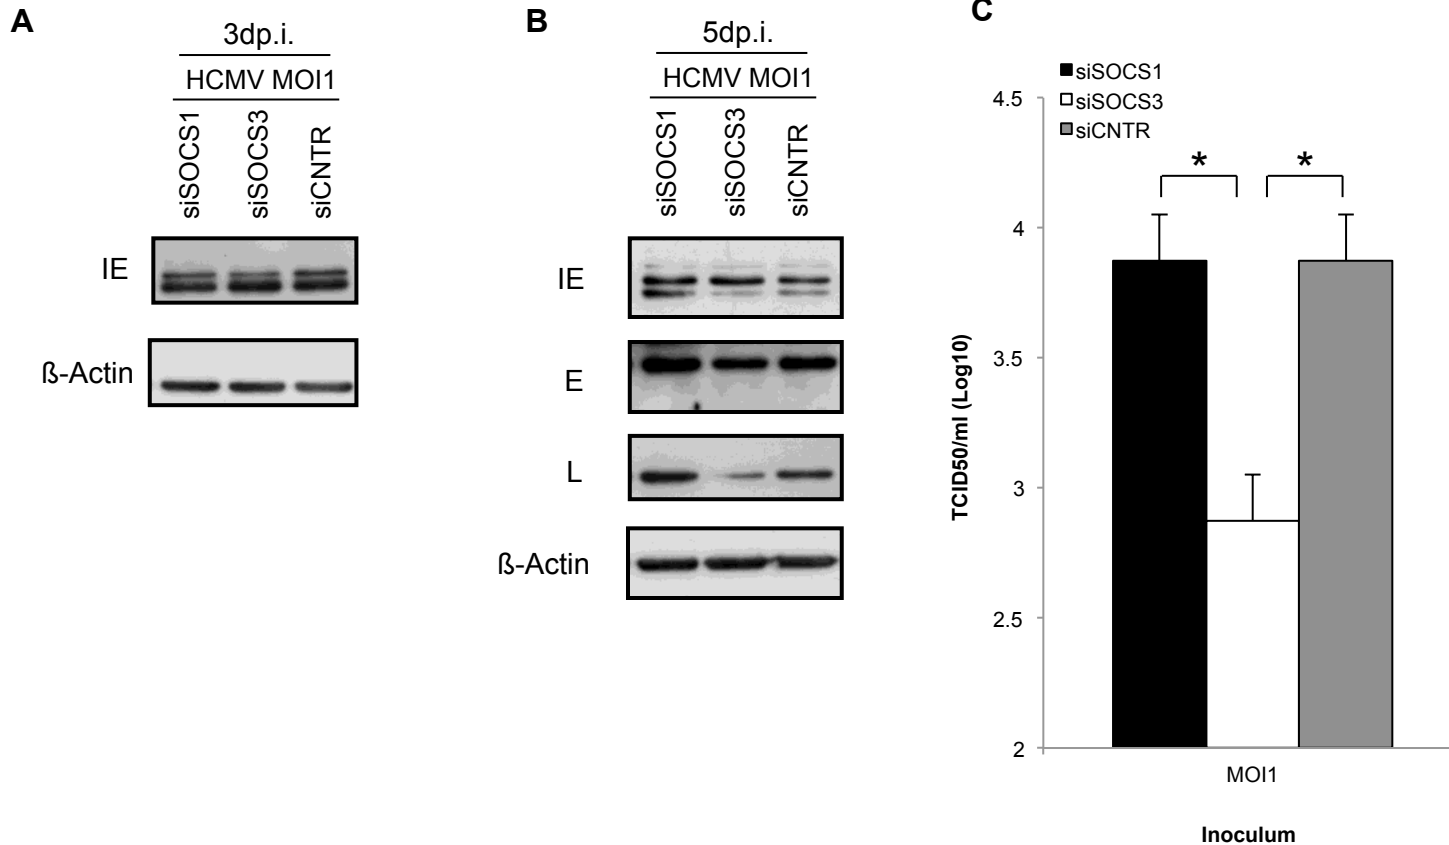 A
3dp.i.
HCMV MOI1
siSOCS1
siSOCS3
siCNTR
IE
ß-Actin
B
5dp.i.
HCMV MOI1
siSOCS1
siSOCS3
siCNTR
IE
E
L
ß-Actin
C
siSOCS1
siSOCS3
siCNTR
4.5
4
3.5
3
2.5
2
TCID50/ml (Log10)
* *
MOI1
Inoculum